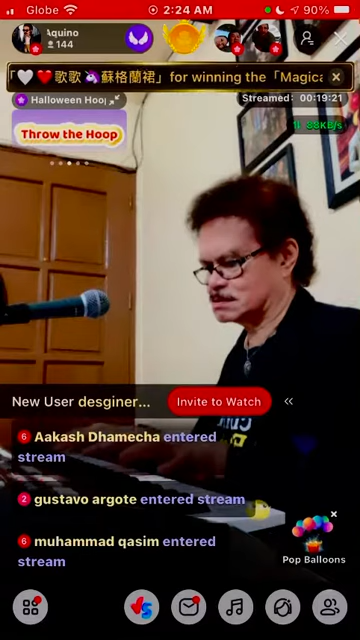 Globe
2:24 AM
90%
Aquino
144
「🤍❤️歌歌🦄蘇格蘭裙」for winning the「Magica
Halloween Hoo
Streamed: 00:19:21
Throw the Hoop
New User desginer...
Invite to Watch
6 Aakash Dhamecha entered
stream
2 gustavo argote entered stream
6 muhammad qasim entered
stream
Pop Balloons
VS